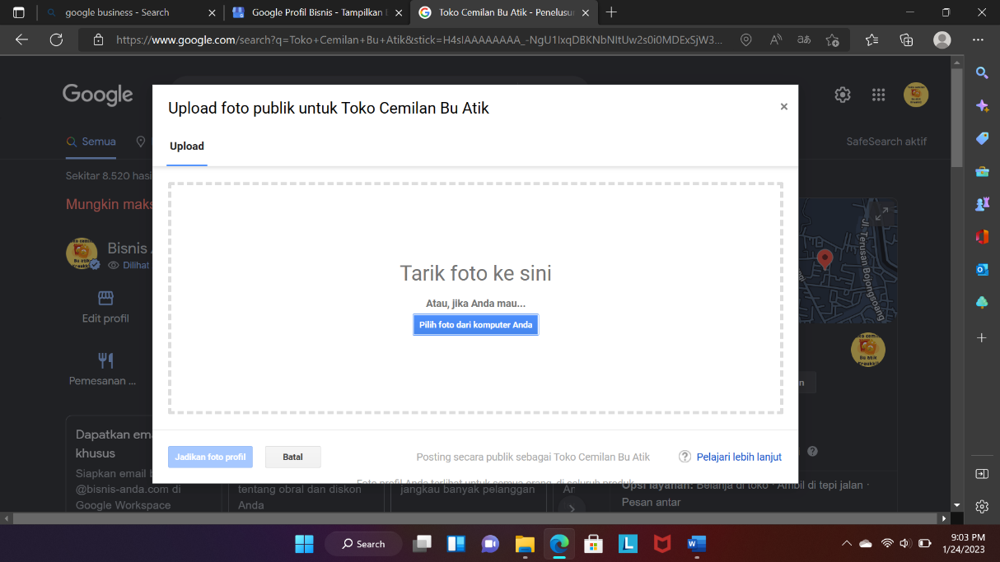 google business - Search
Google Profil Bisnis - Tampilkan
Toko Cemilan Bu Atik - Penelusur
https://www.google.com/search?q=Toko+Cemilan+Bu+Atik&stick=H4sIAAAAAAAA_-NgU1IxqDBKNbNItUw2s0i0MDExSjW3...
Google
Upload foto publik untuk Toko Cemilan Bu Atik
Semua
Upload
SafeSearch aktif
Sekitar 8.520 hasi
Mungkin maks
Bisnis
Dilihat
Jl. Terusan Bojongsoang
Tarik foto ke sini
Atau, jika Anda mau...
Pilih foto dari komputer Anda
Edit profil
Pemesanan ...
n
Dapatkan ema
khusus
Jadikan foto profil
Batal
Posting secara publik sebagai Toko Cemilan Bu Atik
Pelajari lebih lanjut
Siapkan email b
Foto profil Anda terlihat untuk semua orang, di seluruh produk
@bisnis-anda.com di
tentang obral dan diskon
jangkau banyak pelanggan
Ar
Opsi layanan: Belanja di toko · Ambil di tepi jalan ·
Google Workspace
Anda
Pesan antar
Search
9:03 PM
1/24/2023